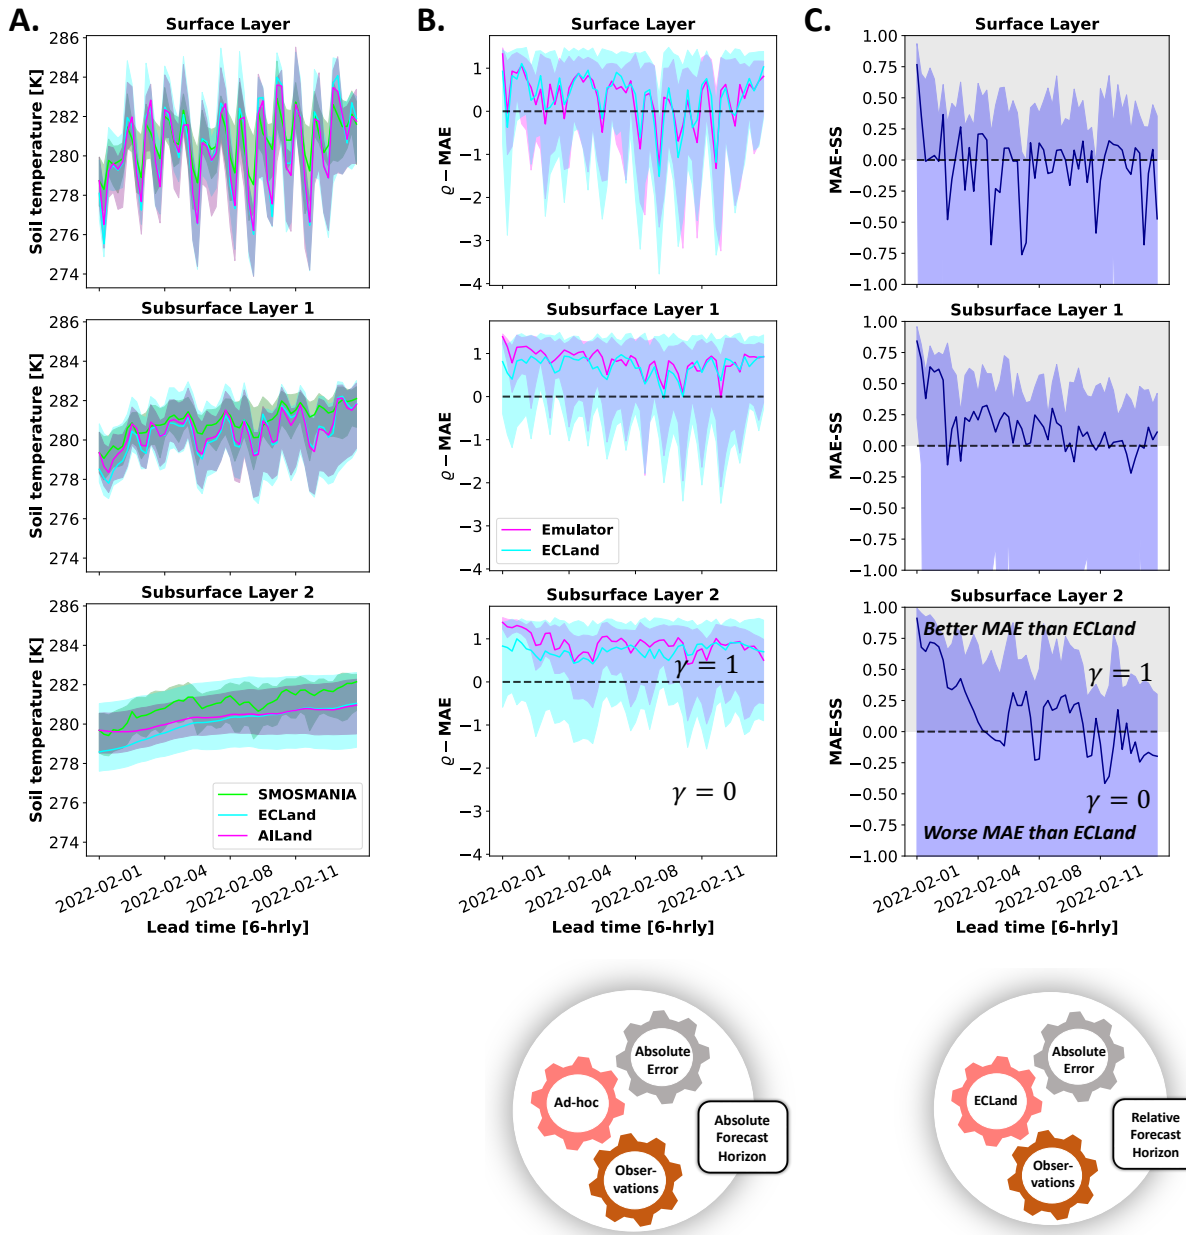 A.
Surface Layer
Soil temperature [K]
286
284
282
280
278
276
274
Subsurface Layer 1
Soil temperature [K]
286
284
282
280
278
276
274
Subsurface Layer 2
Soil temperature [K]
286
284
282
280
278
276
274
SMOSMANIA
ECLand
AILand
2022-02-01
2022-02-04
2022-02-08
2022-02-11
Lead time [6-hrly]
B.
Surface Layer
ϱ − MAE
1
0
−1
−2
−3
−4
Subsurface Layer 1
ϱ − MAE
1
0
−1
−2
−3
−4
Emulator
ECLand
Subsurface Layer 2
ϱ − MAE
1
0
−1
−2
−3
−4
γ = 1
γ = 0
2022-02-01
2022-02-04
2022-02-08
2022-02-11
Lead time [6-hrly]
C.
Surface Layer
MAE-SS
1.00
0.75
0.50
0.25
0.00
−0.25
−0.50
−0.75
−1.00
Subsurface Layer 1
MAE-SS
1.00
0.75
0.50
0.25
0.00
−0.25
−0.50
−0.75
−1.00
Subsurface Layer 2
MAE-SS
1.00
0.75
0.50
0.25
0.00
−0.25
−0.50
−0.75
−1.00
Better MAE than ECLand
γ = 1
γ = 0
Worse MAE than ECLand
2022-02-01
2022-02-04
2022-02-08
2022-02-11
Lead time [6-hrly]
Absolute
Error
Ad-hoc
Obser-
vations
Absolute
Forecast
Horizon
Absolute
Error
ECLand
Obser-
vations
Relative
Forecast
Horizon